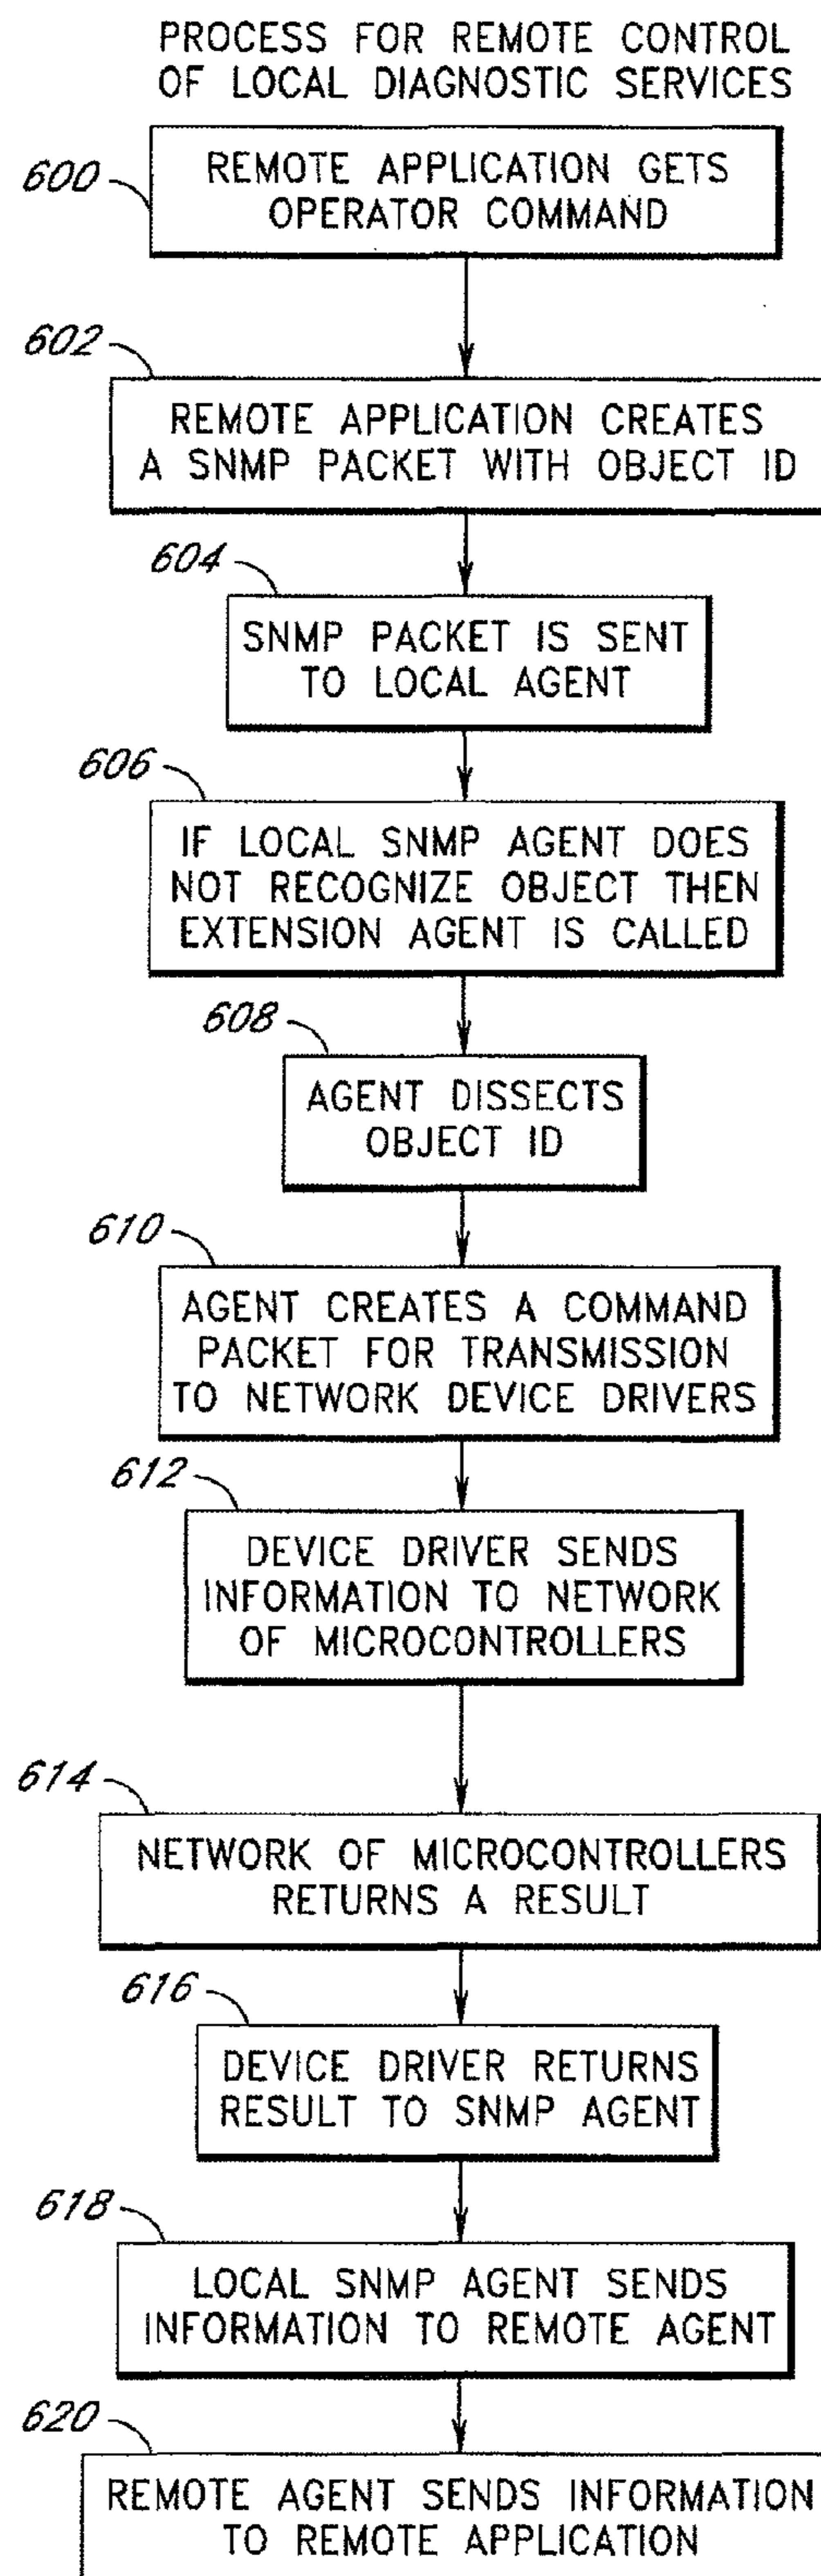 PROCESS FOR REMOTE CONTROL
OF LOCAL DIAGNOSTIC SERVICES
600
REMOTE APPLICATION GETS
OPERATOR COMMAND
602
REMOTE APPLICATION CREATES
A SNMP PACKET WITH OBJECT ID
604
SNMP PACKET IS SENT
TO LOCAL AGENT
606
IF LOCAL SNMP AGENT DOES
NOT RECOGNIZE OBJECT THEN
EXTENSION AGENT IS CALLED
608
AGENT DISSECTS
OBJECT ID
610
AGENT CREATES A COMMAND
PACKET FOR TRANSMISSION
TO NETWORK DEVICE DRIVERS
612
DEVICE DRIVER SENDS
INFORMATION TO NETWORK
OF MICROCONTROLLERS
614
NETWORK OF MICROCONTROLLERS
RETURNS A RESULT
616
DEVICE DRIVER RETURNS
RESULT TO SNMP AGENT
618
LOCAL SNMP AGENT SENDS
INFORMATION TO REMOTE AGENT
620
REMOTE AGENT SENDS INFORMATION
TO REMOTE APPLICATION